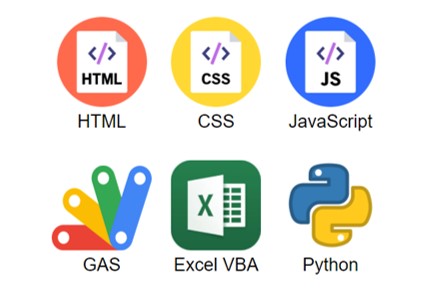 </> </> </>
HTML CSS JS
HTML CSS JavaScript
X
GAS Excel VBA Python